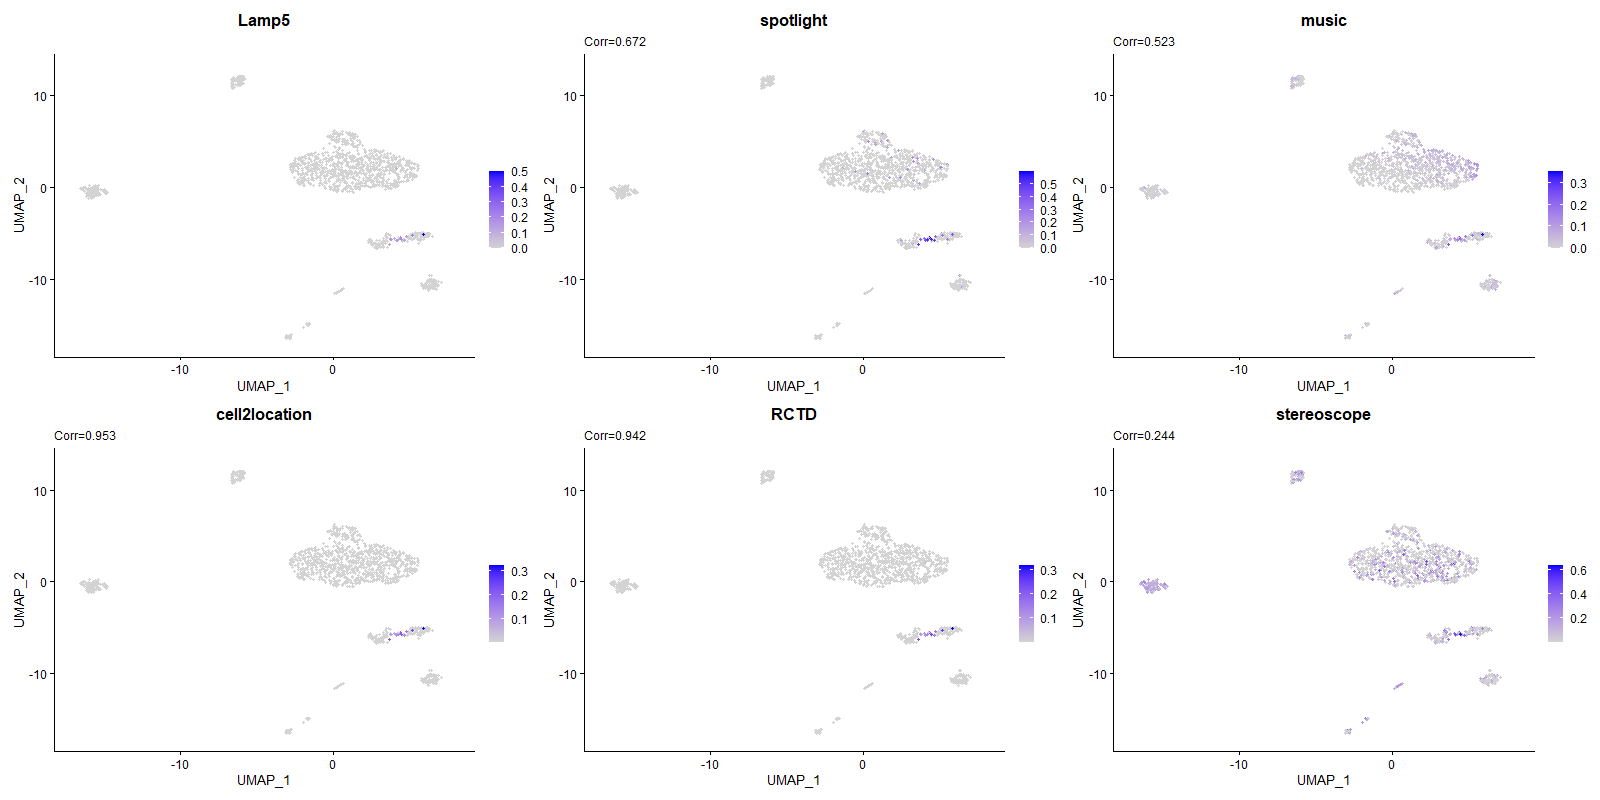 Lamp5
10
0
-10
UMAP_2
-10
0
UMAP_1
0.5
0.4
0.3
0.2
0.1
0.0
spotlight
Corr=0.672
10
0
-10
UMAP_2
-10
0
UMAP_1
0.5
0.4
0.3
0.2
0.1
0.0
music
Corr=0.523
10
0
-10
UMAP_2
-10
0
UMAP_1
0.3
0.2
0.1
0.0
cell2location
Corr=0.953
10
0
-10
UMAP_2
-10
0
UMAP_1
0.3
0.2
0.1
RCTD
Corr=0.942
10
0
-10
UMAP_2
-10
0
UMAP_1
0.3
0.2
0.1
stereoscope
Corr=0.244
10
0
-10
UMAP_2
-10
0
UMAP_1
0.6
0.4
0.2